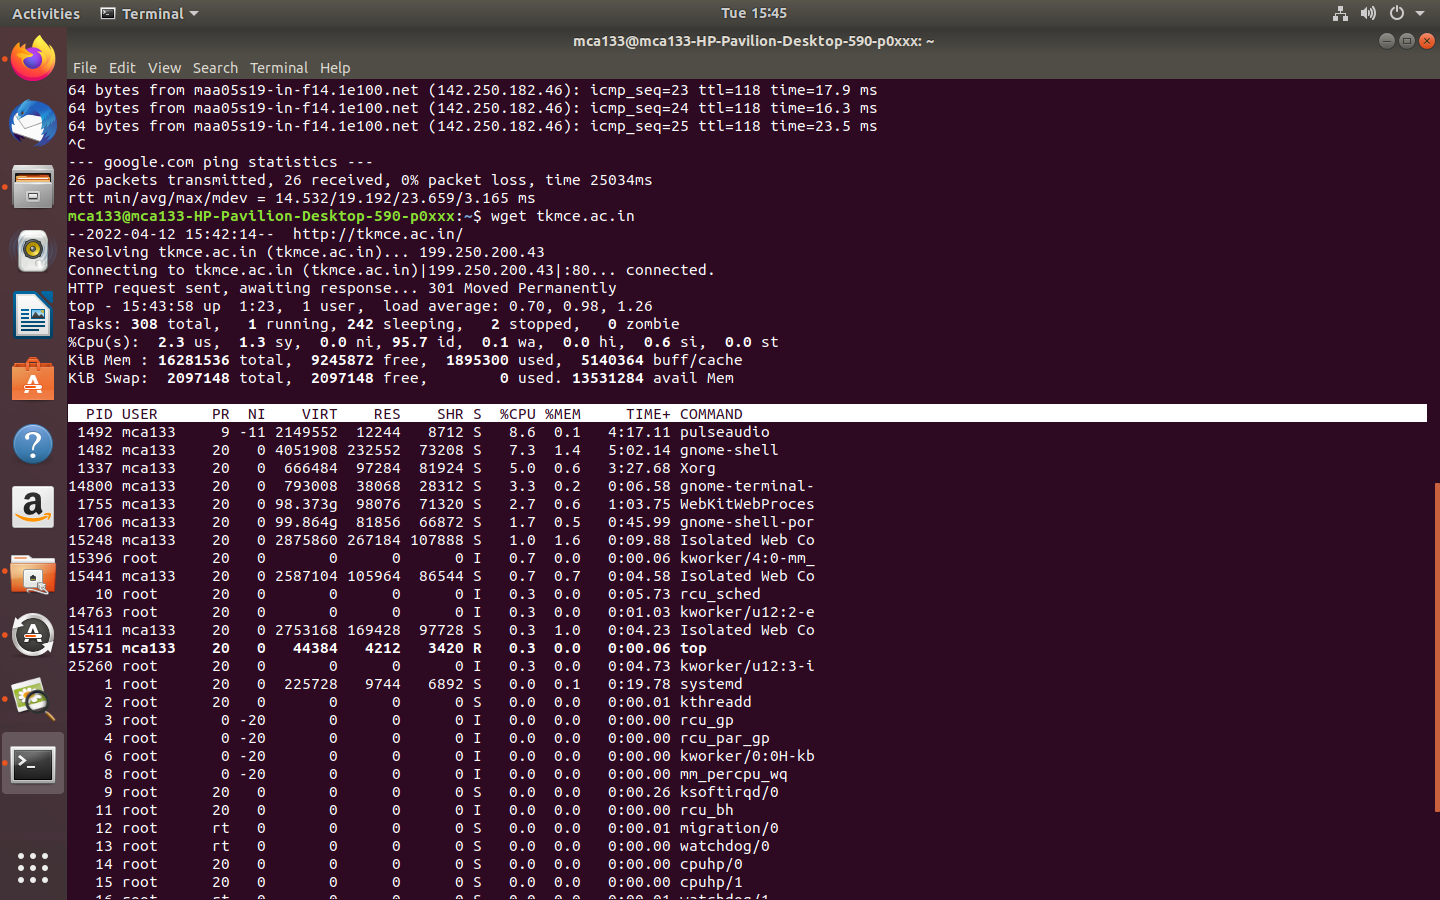 Activities Terminal Tue 15:45
mca133@mca133-HP-Pavilion-Desktop-590-p0xxx: ~
File Edit View Search Terminal Help
64 bytes from maa05s19-in-f14.1e100.net (142.250.182.46): icmp_seq=23 ttl=118 time=17.9 ms
64 bytes from maa05s19-in-f14.1e100.net (142.250.182.46): icmp_seq=24 ttl=118 time=16.3 ms
64 bytes from maa05s19-in-f14.1e100.net (142.250.182.46): icmp_seq=25 ttl=118 time=23.5 ms
^C
--- google.com ping statistics ---
26 packets transmitted, 26 received, 0% packet loss, time 25034ms
rtt min/avg/max/mdev = 14.532/19.192/23.659/3.165 ms
mca133@mca133-HP-Pavilion-Desktop-590-p0xxx:~$ wget tkmce.ac.in
--2022-04-12 15:42:14--  http://tkmce.ac.in/
Resolving tkmce.ac.in (tkmce.ac.in)... 199.250.200.43
Connecting to tkmce.ac.in (tkmce.ac.in)|199.250.200.43|:80... connected.
HTTP request sent, awaiting response... 301 Moved Permanently
top - 15:43:58 up  1:23,  1 user,  load average: 0.70, 0.98, 1.26
Tasks: 308 total,   1 running, 242 sleeping,   2 stopped,   0 zombie
%Cpu(s):  2.3 us,  1.3 sy,  0.0 ni, 95.7 id,  0.1 wa,  0.0 hi,  0.6 si,  0.0 st
KiB Mem : 16281536 total,  9245872 free,  1895300 used,  5140364 buff/cache
KiB Swap:  2097148 total,  2097148 free,        0 used. 13531284 avail Mem
PID USER      PR  NI    VIRT    RES    SHR S  %CPU %MEM     TIME+ COMMAND
1492 mca133     9 -11 2149552  12244   8712 S   8.6  0.1   4:17.11 pulseaudio
1482 mca133    20   0 4051908 232552  73208 S   7.3  1.4   5:02.14 gnome-shell
1337 mca133    20   0  666484  97284  81924 S   5.0  0.6   3:27.68 Xorg
14800 mca133    20   0  793008  38068  28312 S   3.3  0.2   0:06.58 gnome-terminal-
1755 mca133    20   0 98.373g  98076  71320 S   2.7  0.6   1:03.75 WebKitWebProces
1706 mca133    20   0 99.864g  81856  66872 S   1.7  0.5   0:45.99 gnome-shell-por
15248 mca133    20   0 2875860 267184 107888 S   1.0  1.6   0:09.88 Isolated Web Co
15396 root      20   0       0      0      0 I   0.7  0.0   0:00.06 kworker/4:0-mm_
15441 mca133    20   0 2587104 105964  86544 S   0.7  0.7   0:04.58 Isolated Web Co
10 root      20   0       0      0      0 I   0.3  0.0   0:05.73 rcu_sched
14763 root      20   0       0      0      0 I   0.3  0.0   0:01.03 kworker/u12:2-e
15411 mca133    20   0 2753168 169428  97728 S   0.3  1.0   0:04.23 Isolated Web Co
15751 mca133    20   0   44384   4212   3420 R   0.3  0.0   0:00.06 top
25260 root      20   0       0      0      0 I   0.3  0.0   0:04.73 kworker/u12:3-i
1 root      20   0  225728   9744   6892 S   0.0  0.1   0:19.78 systemd
2 root      20   0       0      0      0 S   0.0  0.0   0:00.01 kthreadd
3 root       0 -20       0      0      0 I   0.0  0.0   0:00.00 rcu_gp
4 root       0 -20       0      0      0 I   0.0  0.0   0:00.00 rcu_par_gp
6 root       0 -20       0      0      0 I   0.0  0.0   0:00.00 kworker/0:0H-kb
8 root       0 -20       0      0      0 I   0.0  0.0   0:00.00 mm_percpu_wq
9 root      20   0       0      0      0 S   0.0  0.0   0:00.26 ksoftirqd/0
11 root      20   0       0      0      0 I   0.0  0.0   0:00.00 rcu_bh
12 root      rt   0       0      0      0 S   0.0  0.0   0:00.01 migration/0
13 root      rt   0       0      0      0 S   0.0  0.0   0:00.00 watchdog/0
14 root      20   0       0      0      0 S   0.0  0.0   0:00.00 cpuhp/0
15 root      20   0       0      0      0 S   0.0  0.0   0:00.00 cpuhp/1
16 root      rt   0       0      0      0 S   0.0  0.0   0:00.01 watchdog/1